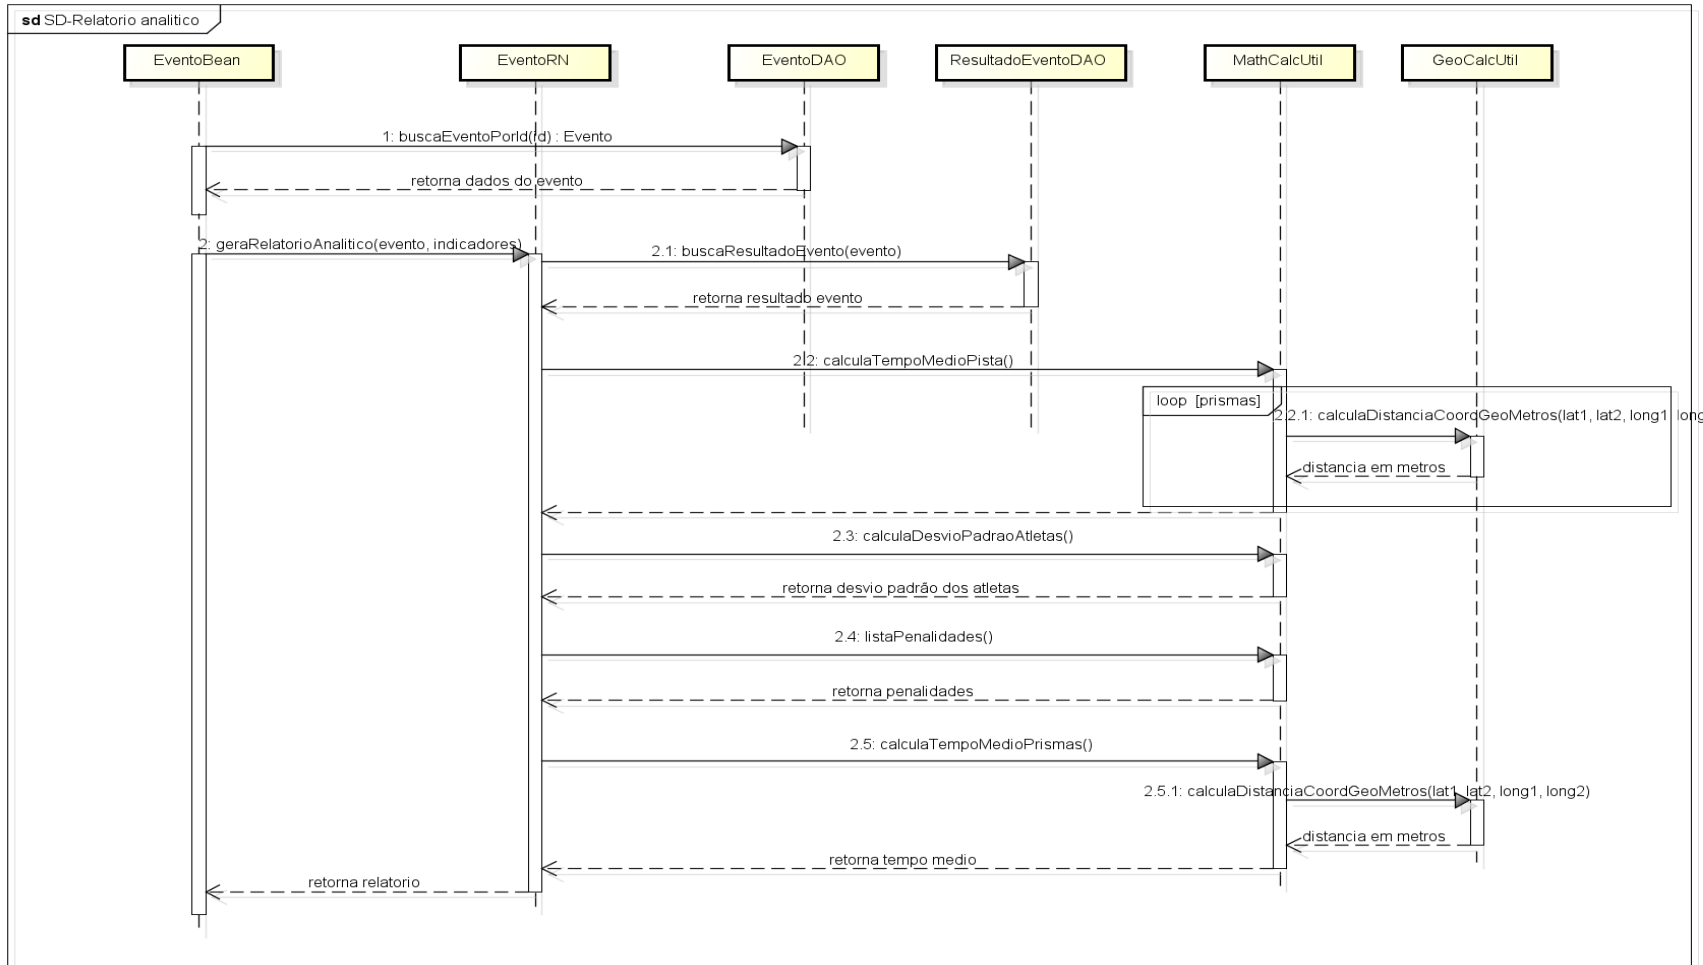 sd SD-Relatorio analitico
EventoBean
EventoRN
EventoDAO
ResultadoEventoDAO
MathCalcUtil
GeoCalcUtil
1: buscaEventoPorId(id) : Evento
retorna dados do evento
2: geraRelatorioAnalitico(evento, indicadores)
2.1: buscaResultadoEvento(evento)
retorna resultado evento
2.2: calculaTempoMedioPista()
loop [prismas]
2.2.1: calculaDistanciaCoordGeoMetros(lat1, lat2, long1
distancia em metros
2.3: calculaDesvioPadraoAtletas()
retorna desvio padrão dos atletas
2.4: listaPenalidades()
retorna penalidades
2.5: calculaTempoMedioPrismas()
2.5.1: calculaDistanciaCoordGeoMetros(lat1, lat2, long1, long2)
distancia em metros
retorna tempo medio
retorna relatorio